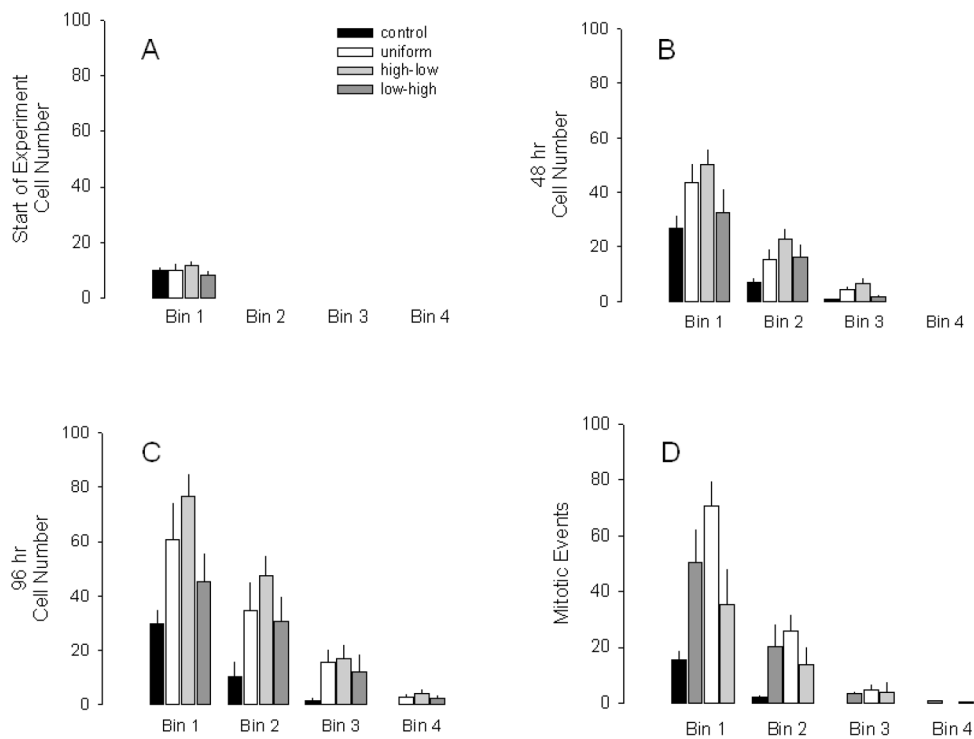 A
control
uniform
high-low
low-high
Start of Experiment
Cell Number
100
80
60
40
20
0
Bin 1 Bin 2 Bin 3 Bin 4
B
48 hr
Cell Number
100
80
60
40
20
0
Bin 1 Bin 2 Bin 3 Bin 4
C
96 hr
Cell Number
100
80
60
40
20
0
Bin 1 Bin 2 Bin 3 Bin 4
D
Mitotic Events
100
80
60
40
20
0
Bin 1 Bin 2 Bin 3 Bin 4